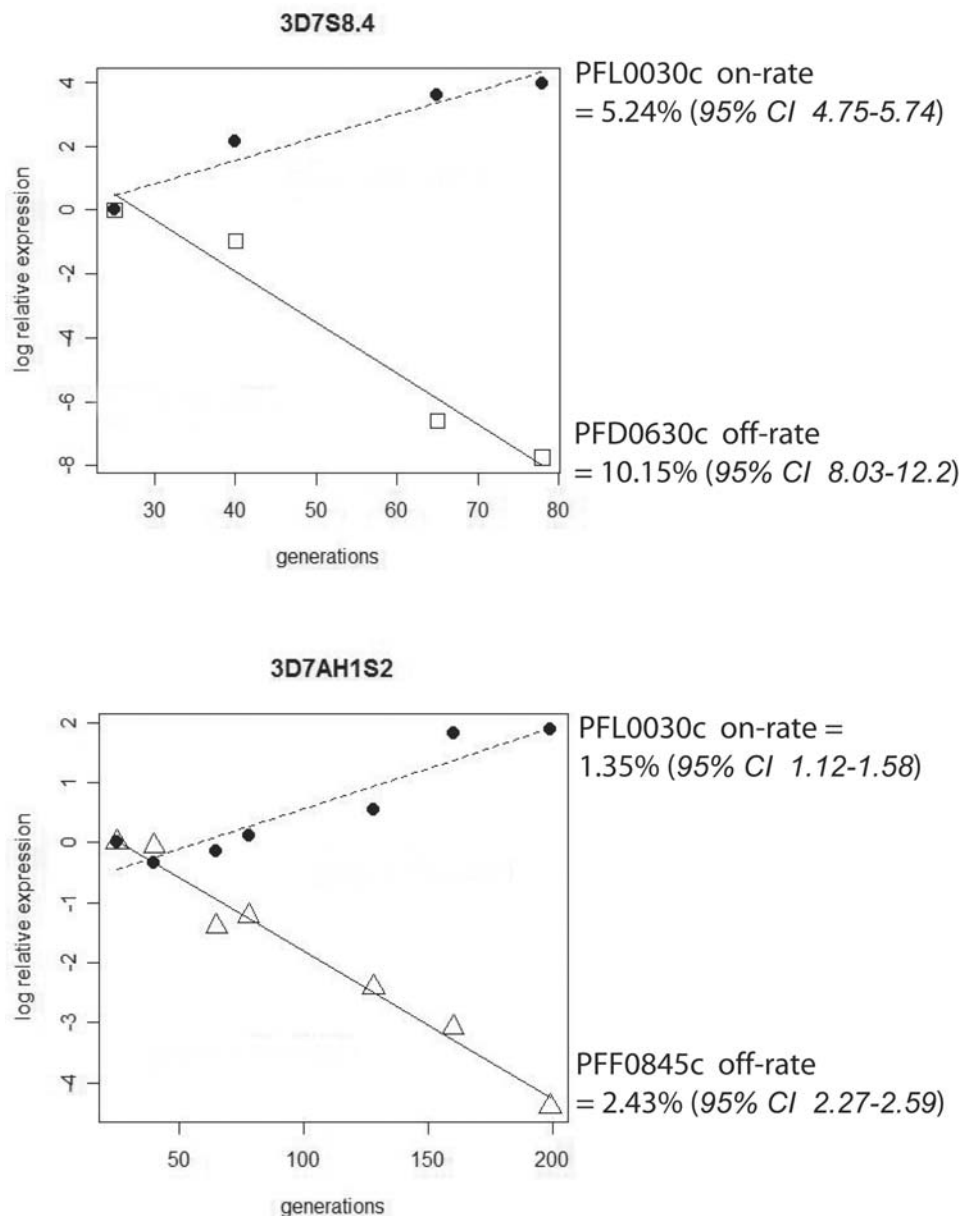 3D7S8.4
PFL0030c on-rate
= 5.24% (95% CI 4.75-5.74)
4
2
0
-2
-4
-6
-8
log relative expression
30 40 50 60 70 80
generations
PFD0630c off-rate
= 10.15% (95% CI 8.03-12.2)
3D7AH1S2
PFL0030c on-rate =
1.35% (95% CI 1.12-1.58)
2
1
0
-1
-2
-3
-4
log relative expression
50 100 150 200
generations
PFF0845c off-rate
= 2.43% (95% CI 2.27-2.59)